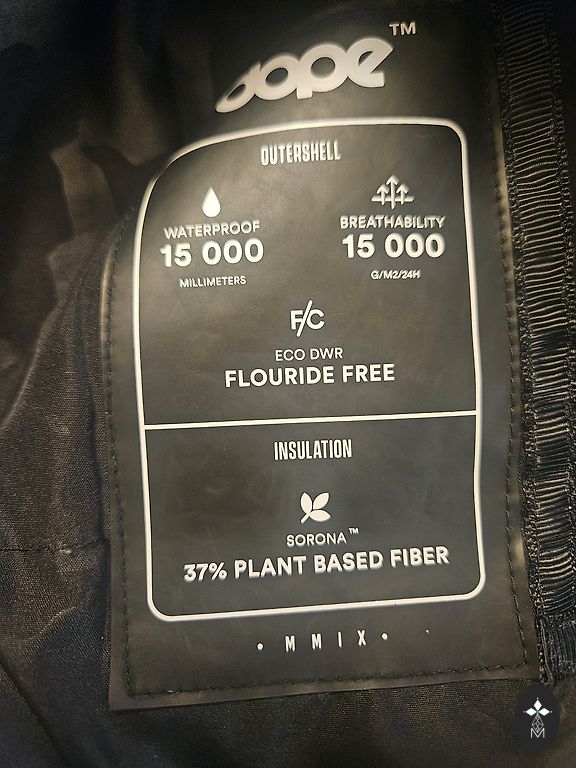 dope™
OUTERSHELL
WATERPROOF
15 000
MILLIMETERS
BREATHABILITY
15 000
G/M2/24H
F/C
ECO DWR
FLOURIDE FREE
INSULATION
SORONA™
37% PLANT BASED FIBER
• MMIX •
M